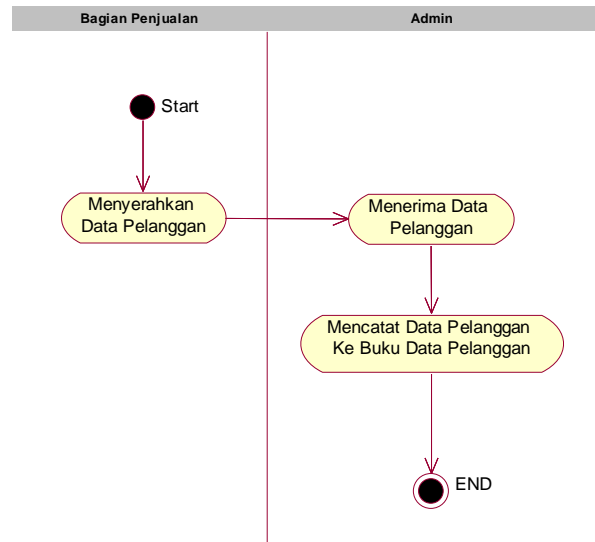 Bagian Penjualan
Admin
Start
Menyerahkan
Data Pelanggan
Menerima Data
Pelanggan
Mencatat Data Pelanggan
Ke Buku Data Pelanggan
END